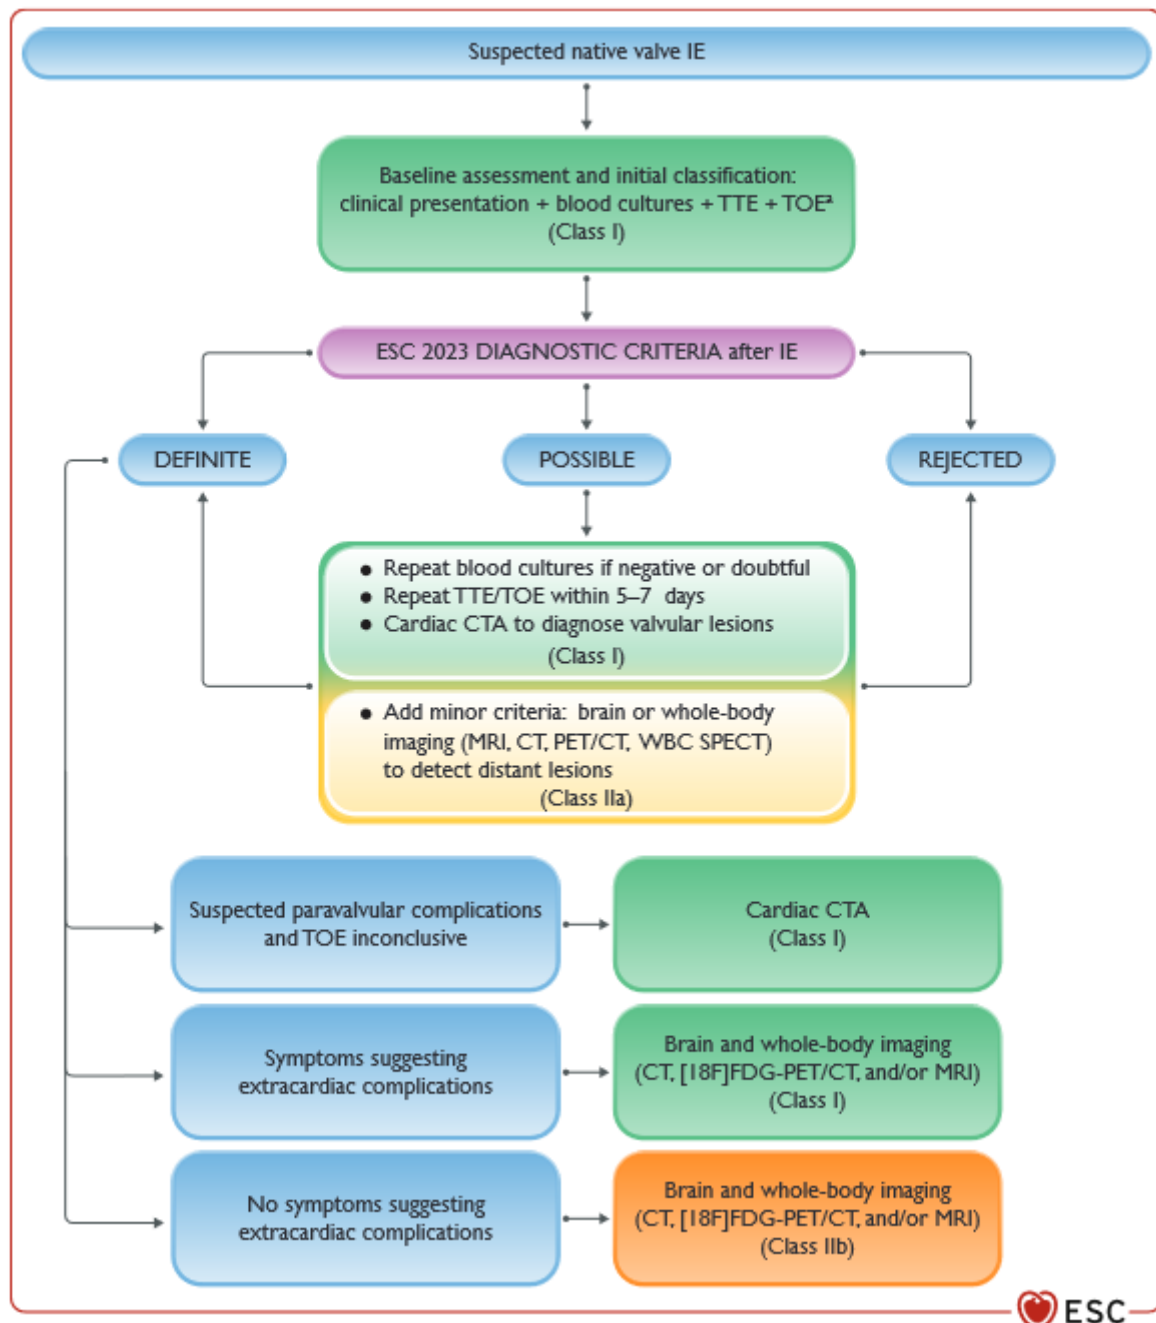 Suspected native valve IE
Baseline assessment and initial classification:
clinical presentation + blood cultures + TTE + TOEª
(Class I)
ESC 2023 DIAGNOSTIC CRITERIA after IE
DEFINITE
POSSIBLE
REJECTED
● Repeat blood cultures if negative or doubtful
● Repeat TTE/TOE within 5–7 days
● Cardiac CTA to diagnose valvular lesions
(Class I)
● Add minor criteria: brain or whole-body
imaging (MRI, CT, PET/CT, WBC SPECT)
to detect distant lesions
(Class IIa)
Suspected paravalvular complications
and TOE inconclusive
Cardiac CTA
(Class I)
Symptoms suggesting
extracardiac complications
Brain and whole-body imaging
(CT, [18F]FDG-PET/CT, and/or MRI)
(Class I)
No symptoms suggesting
extracardiac complications
Brain and whole-body imaging
(CT, [18F]FDG-PET/CT, and/or MRI)
(Class IIb)
ESC